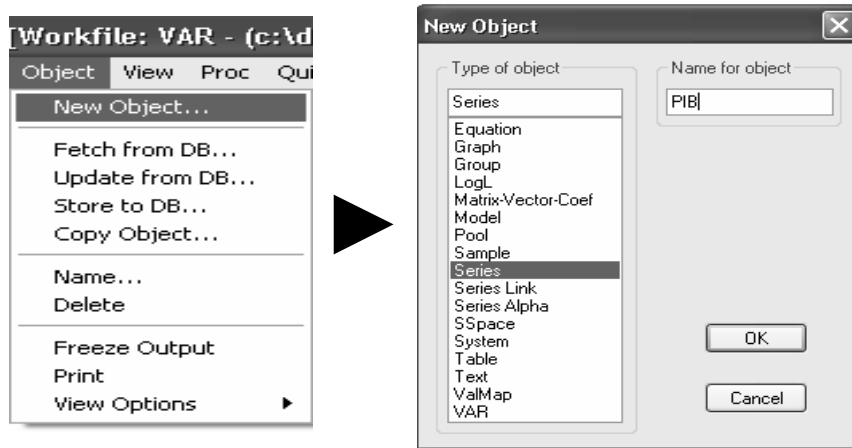 [Workfile: VAR - (c:\d
Object View Proc Qui
New Object...
Fetch from DB...
Update from DB...
Store to DB...
Copy Object...
Name...
Delete
Freeze Output
Print
View Options
New Object
Type of object
Series
Equation
Graph
Group
LogL
Matrix-Vector-Coef
Model
Pool
Sample
Series
Series Link
Series Alpha
SSpace
System
Table
Text
ValMap
VAR
Name for object
PIB
OK
Cancel